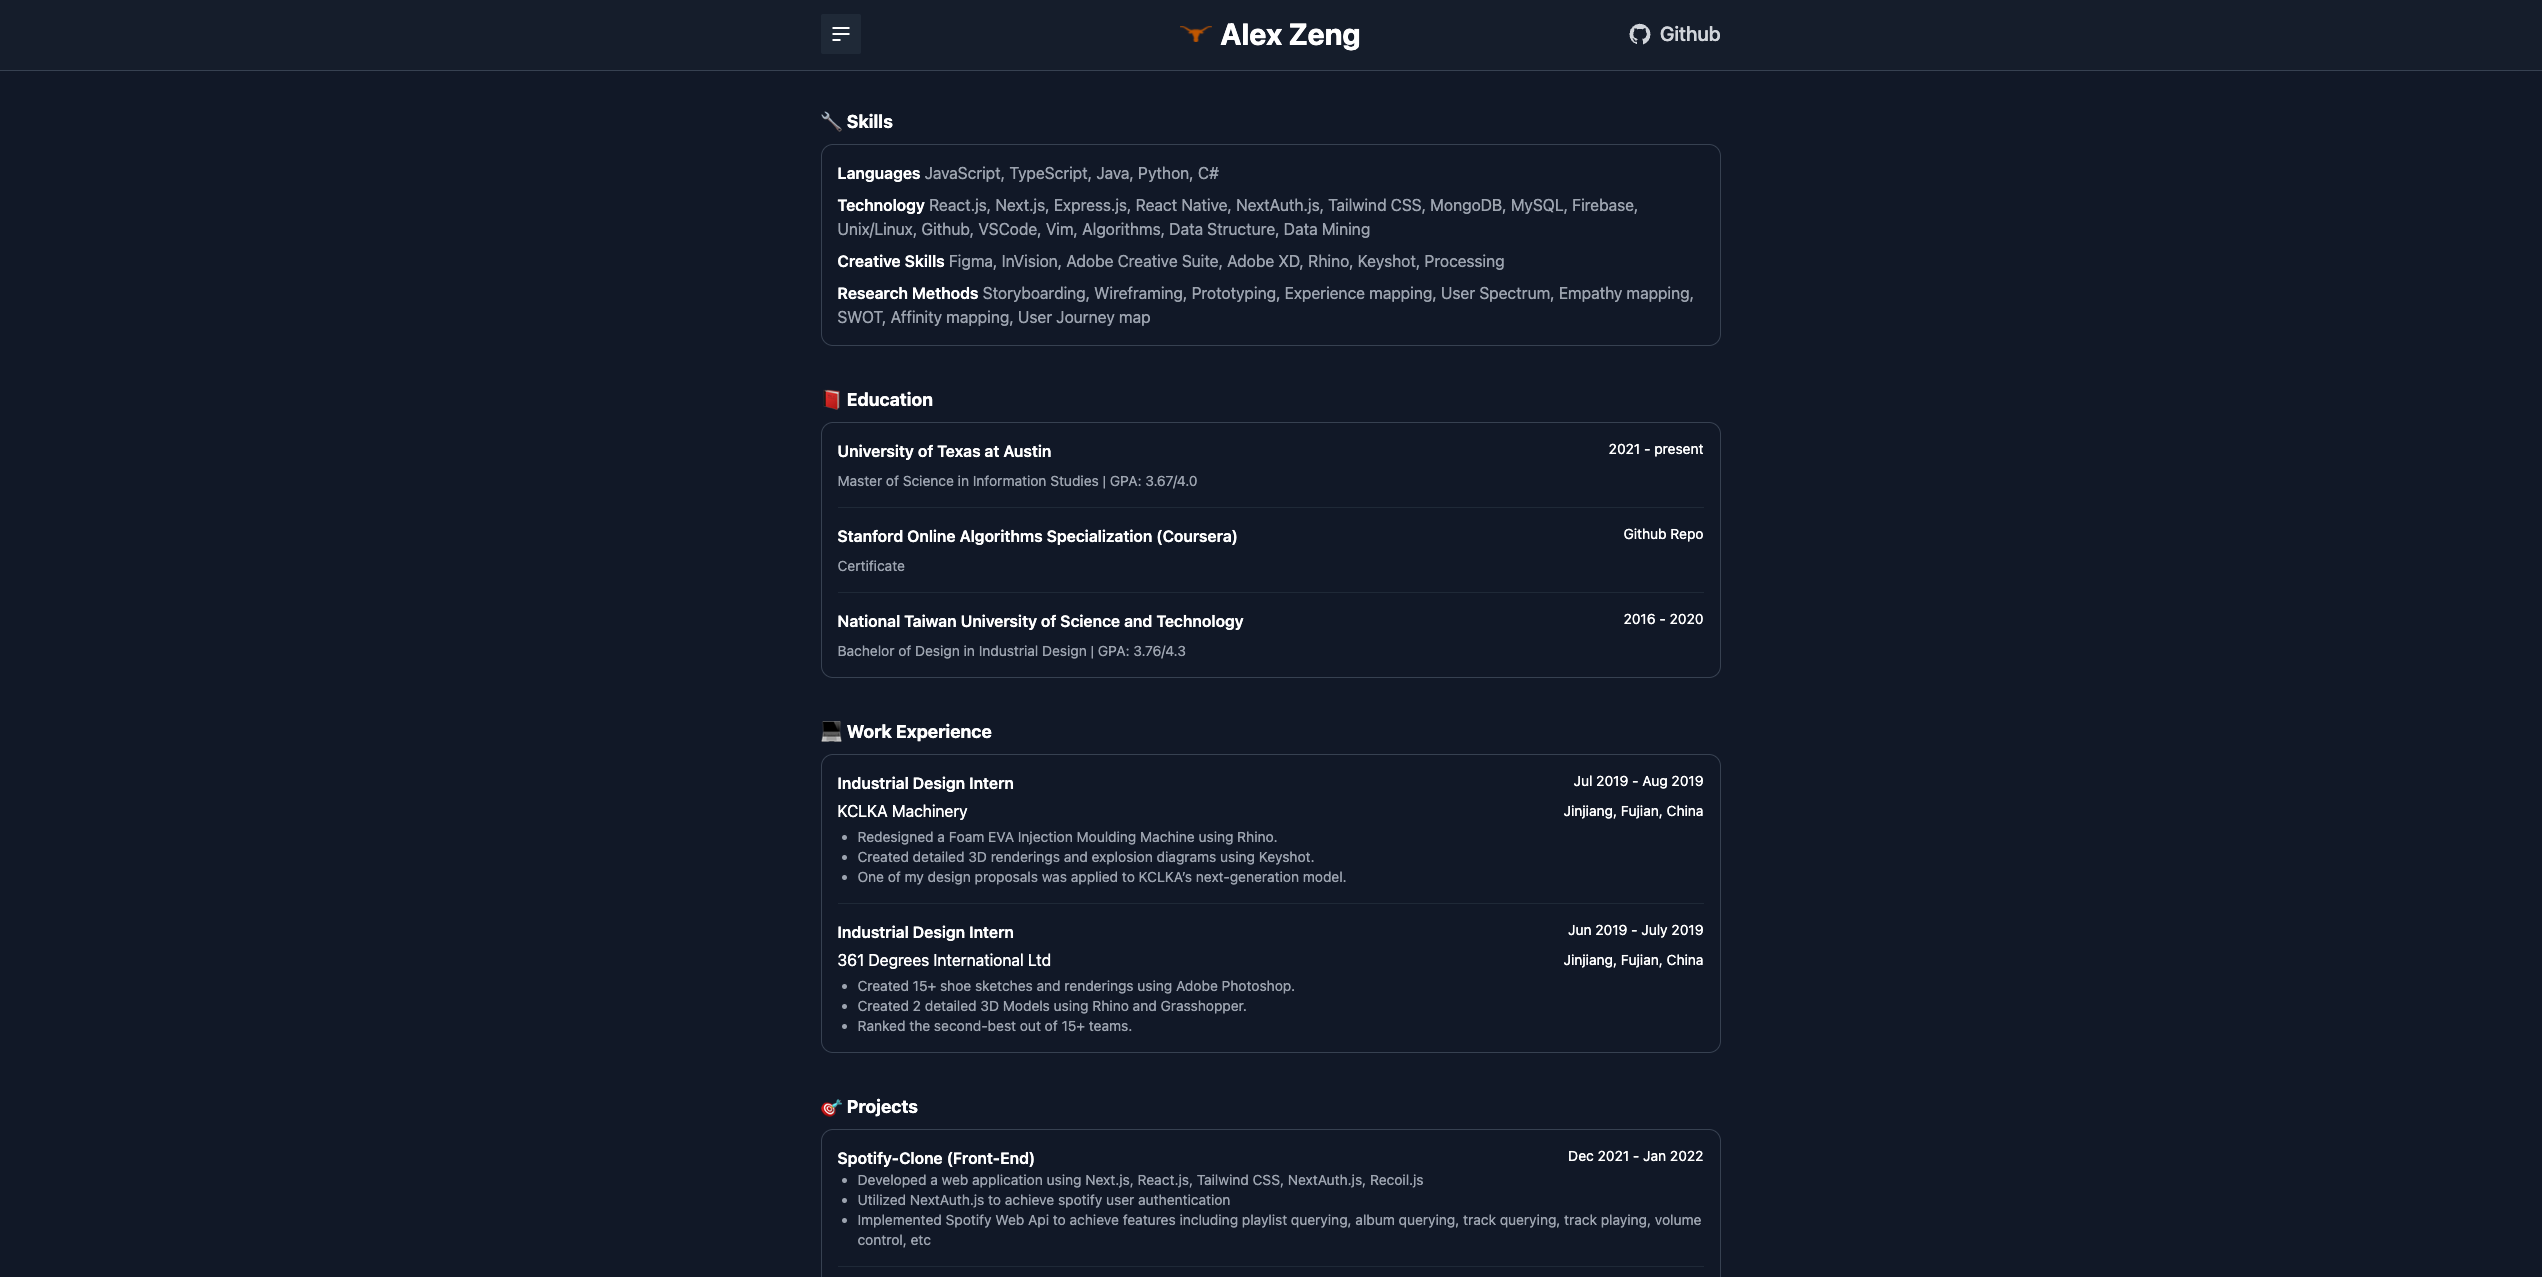 Alex Zeng
Github
Skills
Languages JavaScript, TypeScript, Java, Python, C#
Technology React.js, Next.js, Express.js, React Native, NextAuth.js, Tailwind CSS, MongoDB, MySQL, Firebase,
Unix/Linux, Github, VSCode, Vim, Algorithms, Data Structure, Data Mining
Creative Skills Figma, InVision, Adobe Creative Suite, Adobe XD, Rhino, Keyshot, Processing
Research Methods Storyboarding, Wireframing, Prototyping, Experience mapping, User Spectrum, Empathy mapping,
SWOT, Affinity mapping, User Journey map
Education
University of Texas at Austin 2021 - present
Master of Science in Information Studies | GPA: 3.67/4.0
Stanford Online Algorithms Specialization (Coursera) Github Repo
Certificate
National Taiwan University of Science and Technology 2016 - 2020
Bachelor of Design in Industrial Design | GPA: 3.76/4.3
Work Experience
Industrial Design Intern Jul 2019 - Aug 2019
KCLKA Machinery Jinjiang, Fujian, China
• Redesigned a Foam EVA Injection Moulding Machine using Rhino.
• Created detailed 3D renderings and explosion diagrams using Keyshot.
• One of my design proposals was applied to KCLKA’s next-generation model.
Industrial Design Intern Jun 2019 - July 2019
361 Degrees International Ltd Jinjiang, Fujian, China
• Created 15+ shoe sketches and renderings using Adobe Photoshop.
• Created 2 detailed 3D Models using Rhino and Grasshopper.
• Ranked the second-best out of 15+ teams.
Projects
Spotify-Clone (Front-End) Dec 2021 - Jan 2022
• Developed a web application using Next.js, React.js, Tailwind CSS, NextAuth.js, Recoil.js
• Utilized NextAuth.js to achieve spotify user authentication
• Implemented Spotify Web Api to achieve features including playlist querying, album querying, track querying, track playing, volume
control, etc